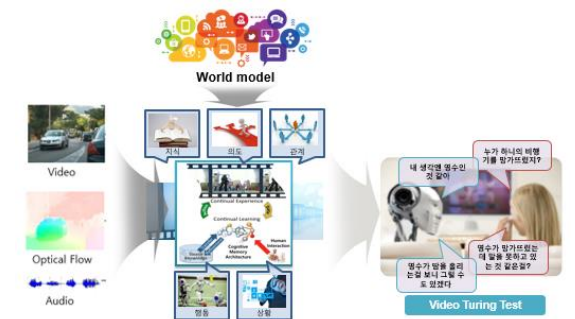 World model
지식
의도
관계
Video
Optical Flow
Audio
Continual Experience
Continual Learning
Cognitive
Memory
Architecture
Human
Interaction
행동
상황
내 생각엔 명수인
것 같아
누가 하니의 비행
기를 망가뜨렸지?
명수가 말을 흘리
는걸 보니 그럴 수
도 있겠다
명수가 망가뜨렸는
데 말을 못하고 있
는 것 같은걸?
Video Turing Test